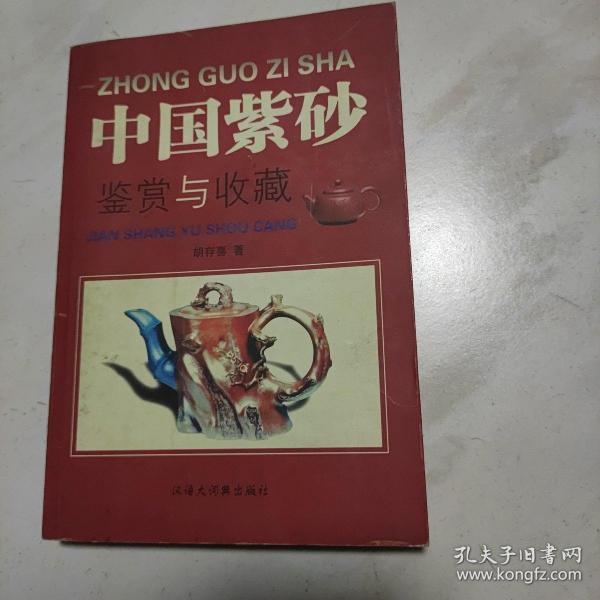 ZHONG GUO ZI SHA
中国紫砂
鉴赏与收藏
JIAN SHANG YU SHOU CANG
胡存喜 著
汉语大词典出版社
孔夫子旧书网
www.kongfz.com